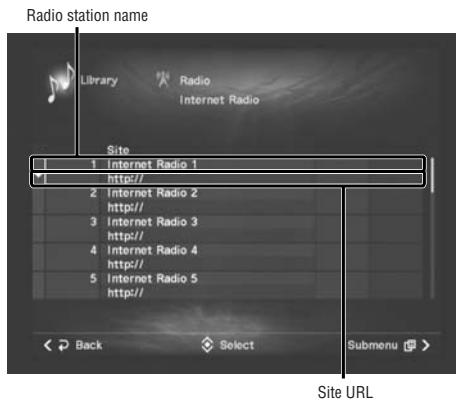 Radio station name
Library Radio
Internet Radio
Site
1 Internet Radio 1
http://
2 Internet Radio 2
http://
3 Internet Radio 3
http://
4 Internet Radio 4
http://
5 Internet Radio 5
http://
Back Select Submenu
Site URL